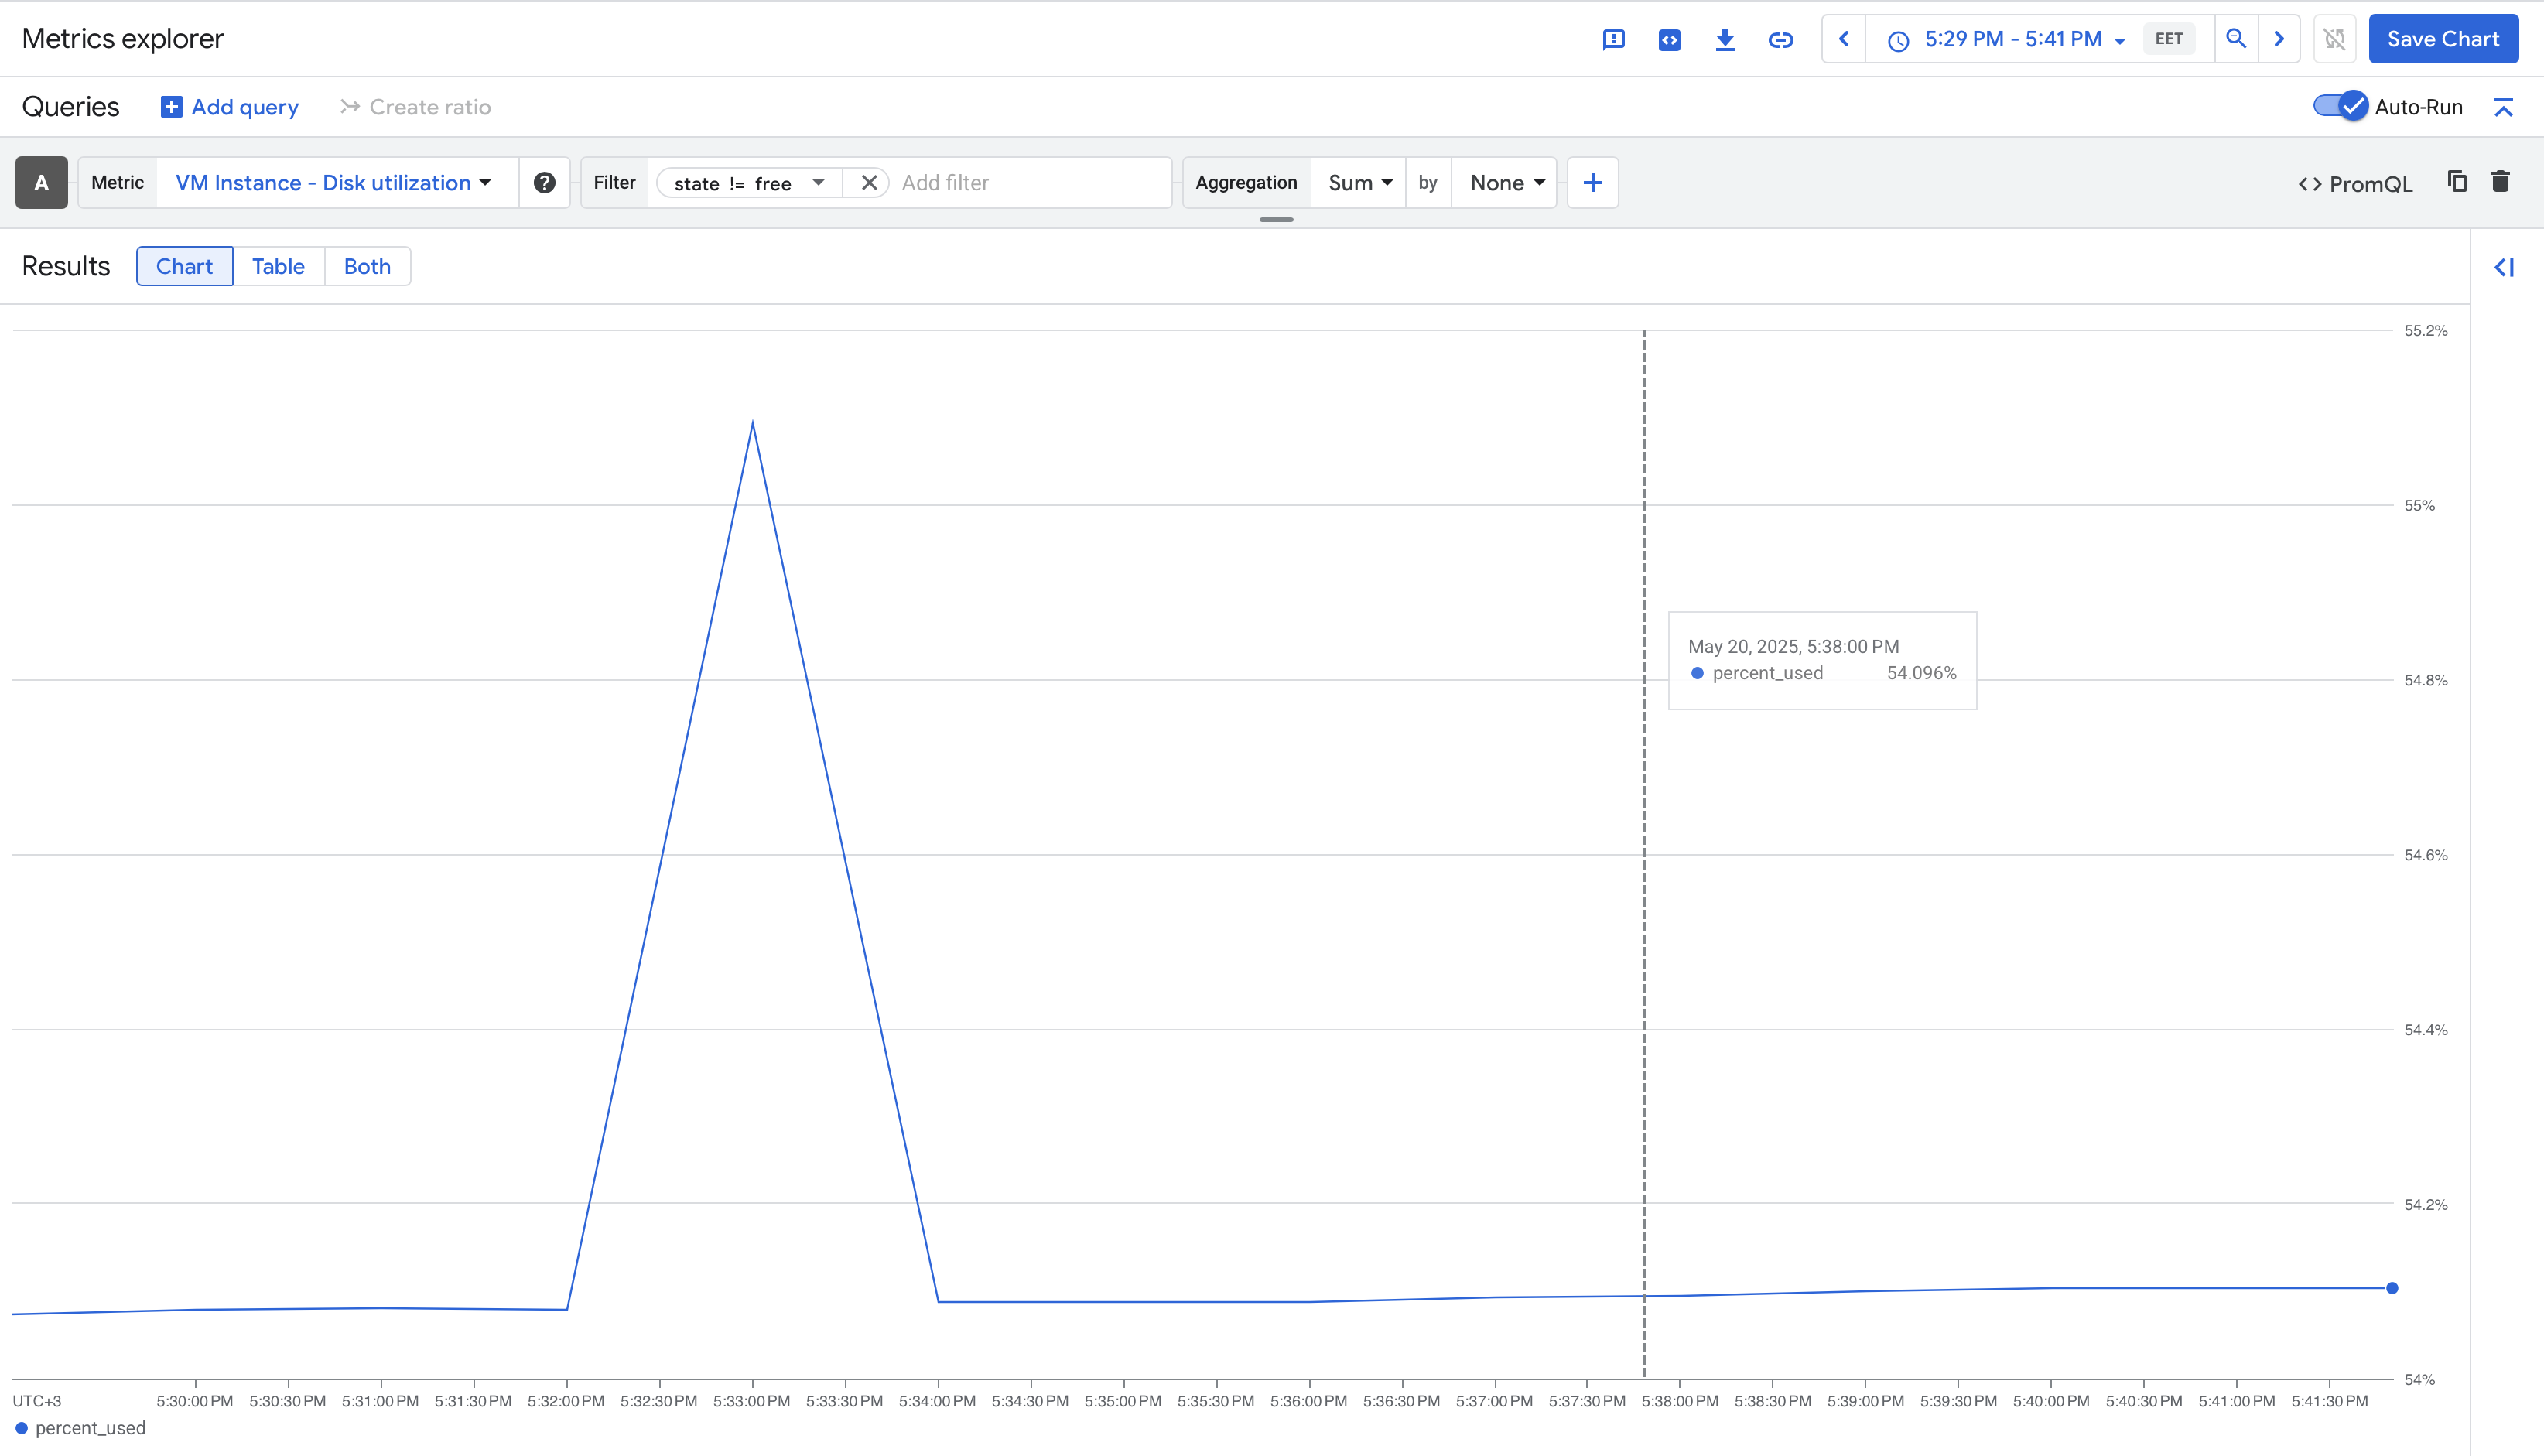 Metrics explorer
5:29 PM - 5:41 PM EET
Save Chart
Queries Add query Create ratio Auto-Run
A Metric VM Instance - Disk utilization Filter state != free Add filter Aggregation Sum by None PromQL
Results Chart Table Both
55.2%
55%
54.8%
54.6%
54.4%
54.2%
54%
May 20, 2025, 5:38:00 PM
percent_used 54.096%
UTC+3 5:30:00 PM 5:30:30 PM 5:31:00 PM 5:31:30 PM 5:32:00 PM 5:32:30 PM 5:33:00 PM 5:33:30 PM 5:34:00 PM 5:34:30 PM 5:35:00 PM 5:35:30 PM 5:36:00 PM 5:36:30 PM 5:37:00 PM 5:37:30 PM 5:38:00 PM 5:38:30 PM 5:39:00 PM 5:39:30 PM 5:40:00 PM 5:40:30 PM 5:41:00 PM 5:41:30 PM
percent_used